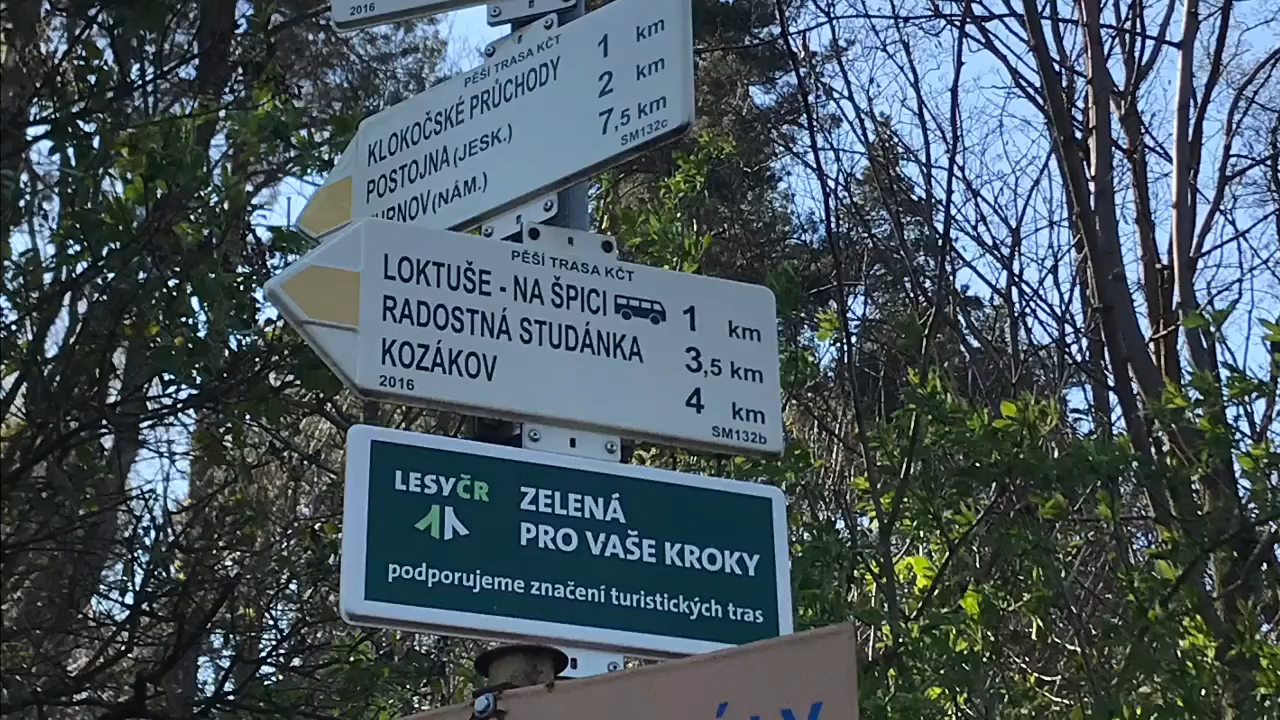 2016
PĚŠÍ TRASA KČT
KLOKOČSKÉ PRŮCHODY 1 km
POSTOJNA (JESK.) 2 km
(NÁM.) 7,5 km
SM132c
PĚŠÍ TRASA KČT
LOKTUŠE - NA ŠPICI 1 km
RADOSTNÁ STUDÁNKA 3,5 km
KOZÁKOV 4 km
2016
SM132b
LESYČR
ZELENÁ
PRO VAŠE KROKY
podporujeme značení turistických tras